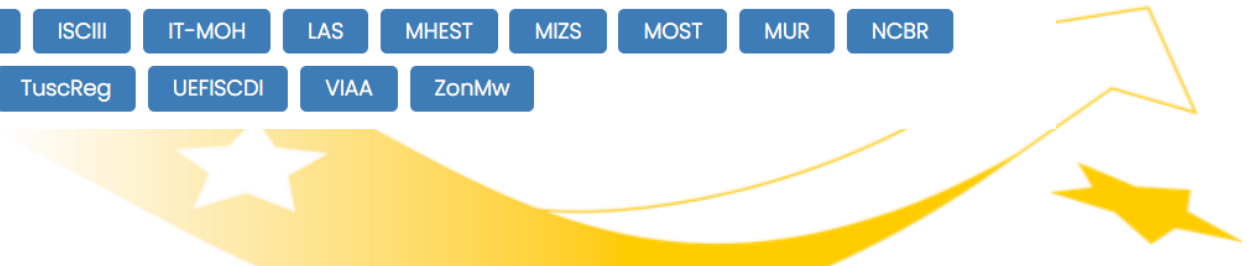 ISCIII IT-MOH LAS MHEST MIZS MOST MUR NCBR
TuscReg UEFISCDI VIAA ZonMw